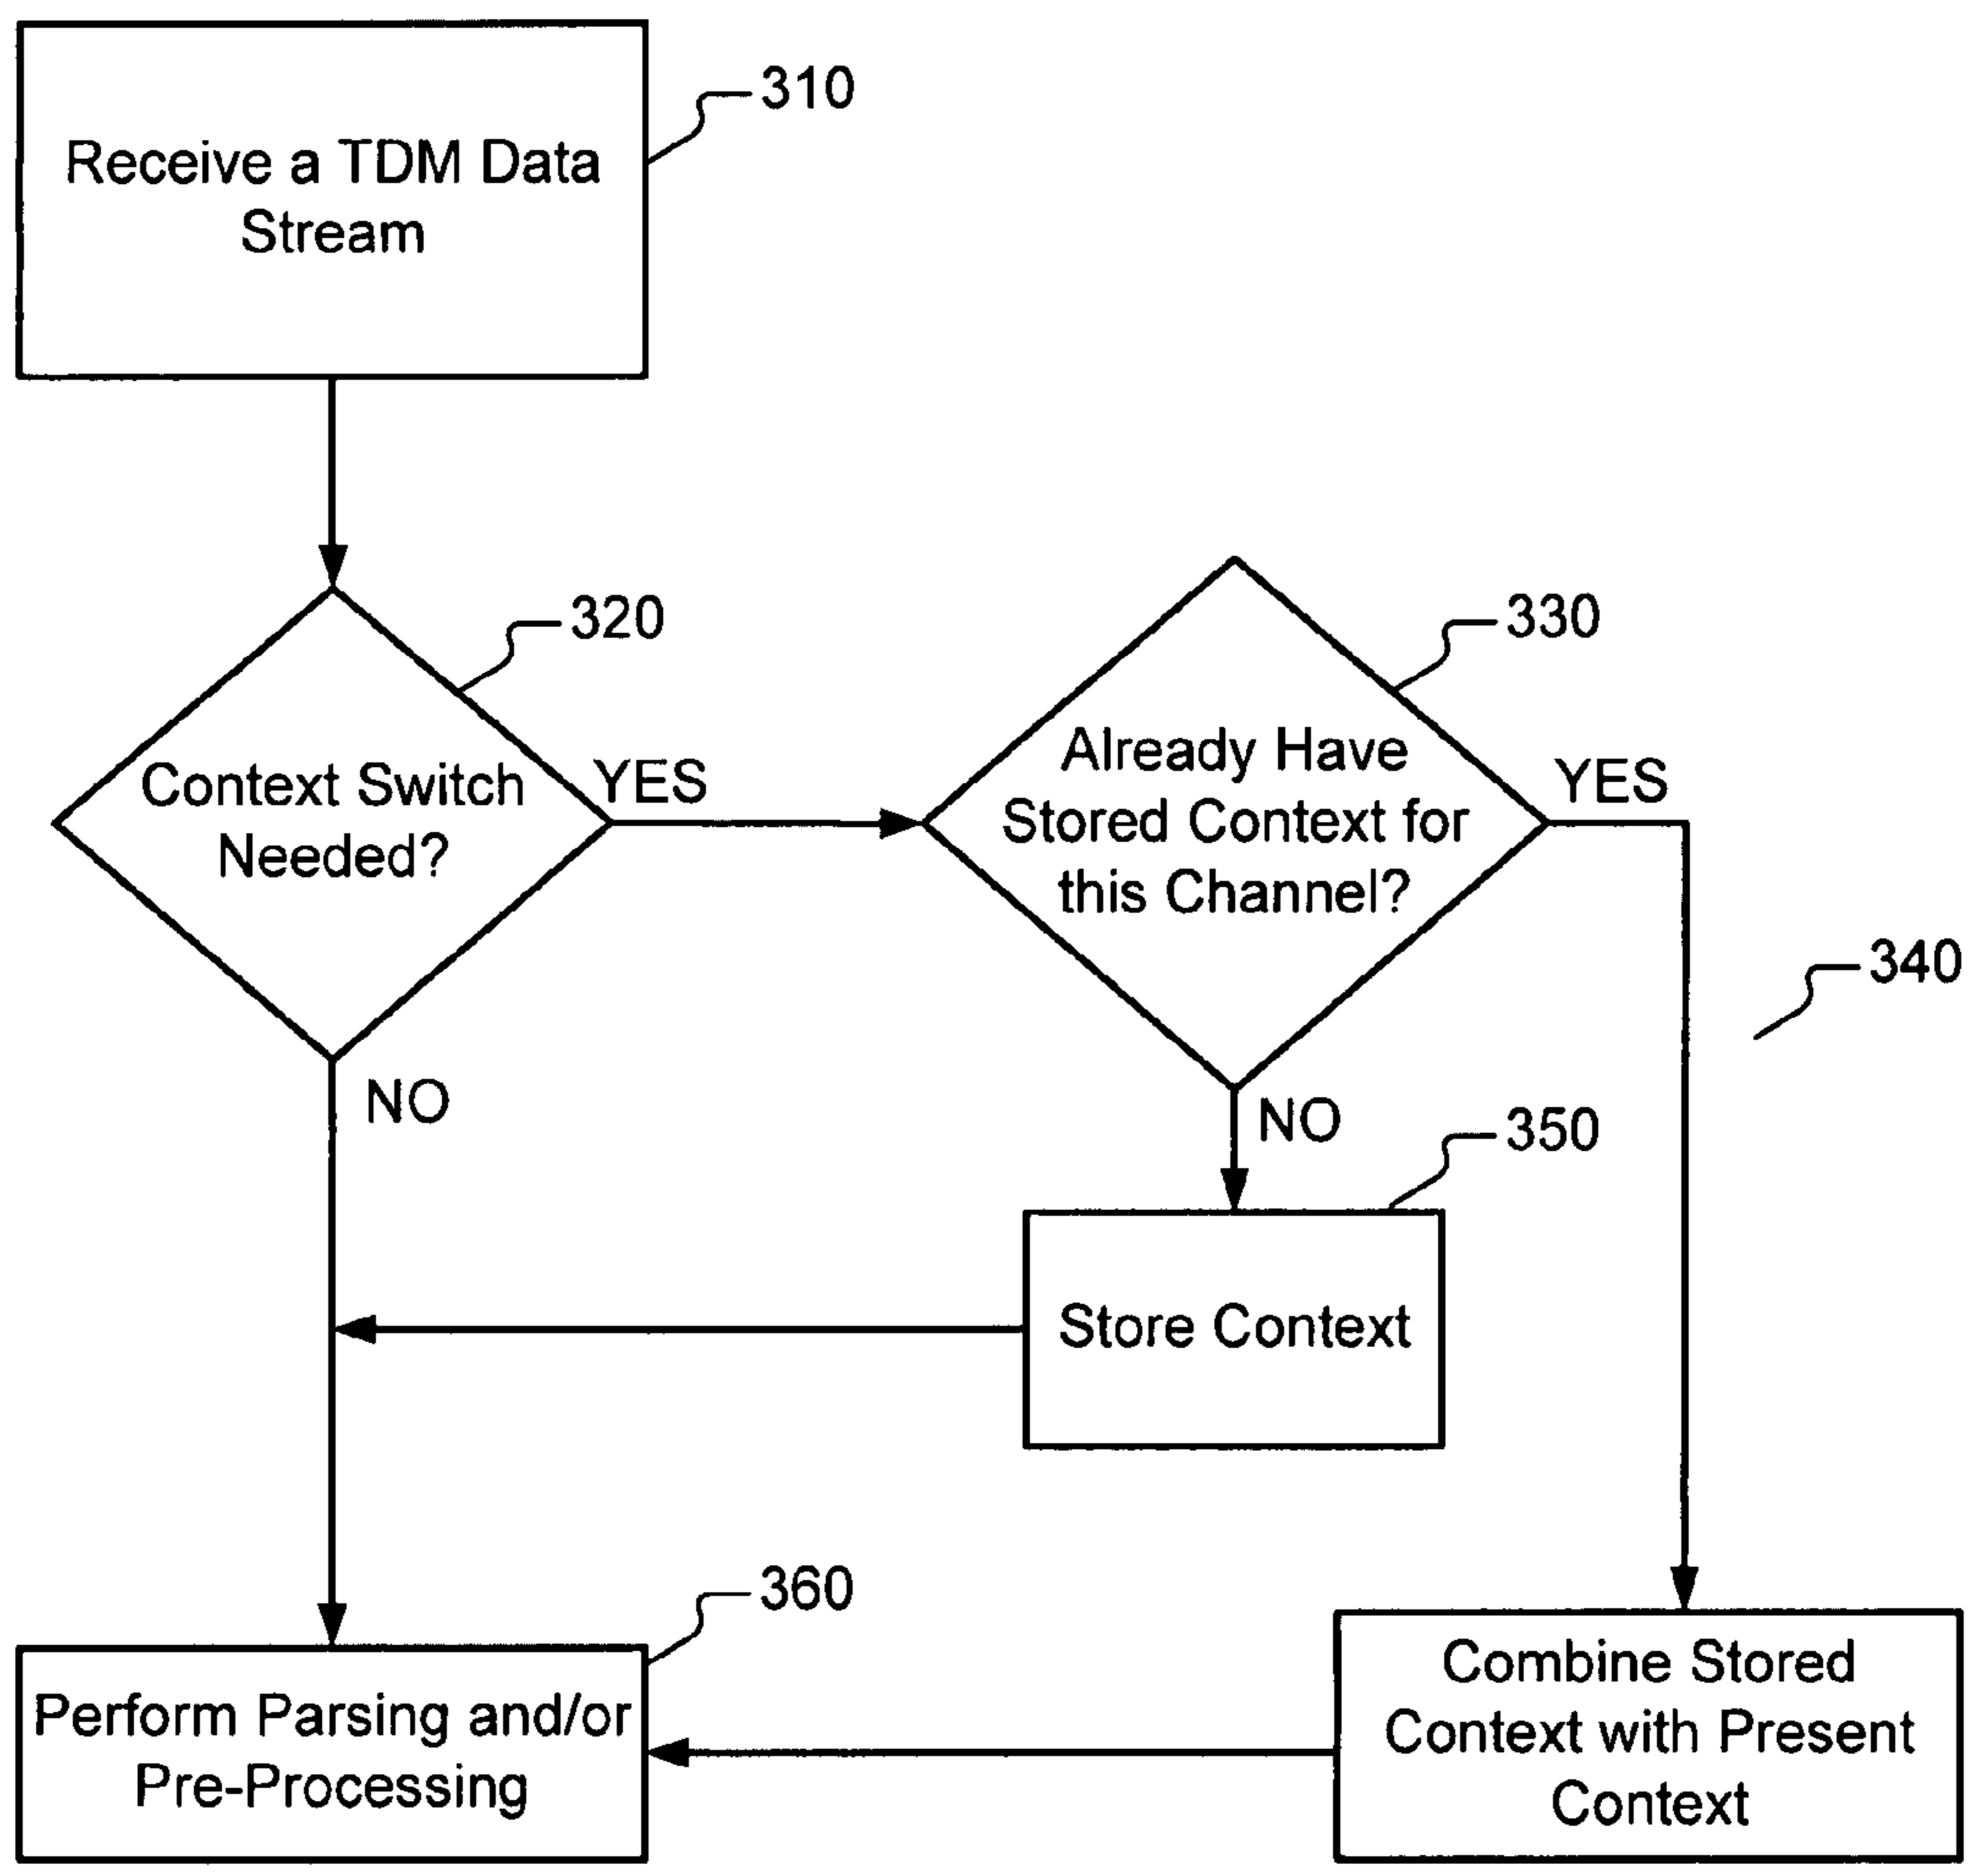 310
Receive a TDM Data
Stream
320
330
Context Switch
Needed?
YES
Already Have
Stored Context for
this Channel?
YES
340
NO
NO
350
Store Context
360
Perform Parsing and/or
Pre-Processing
Combine Stored
Context with Present
Context